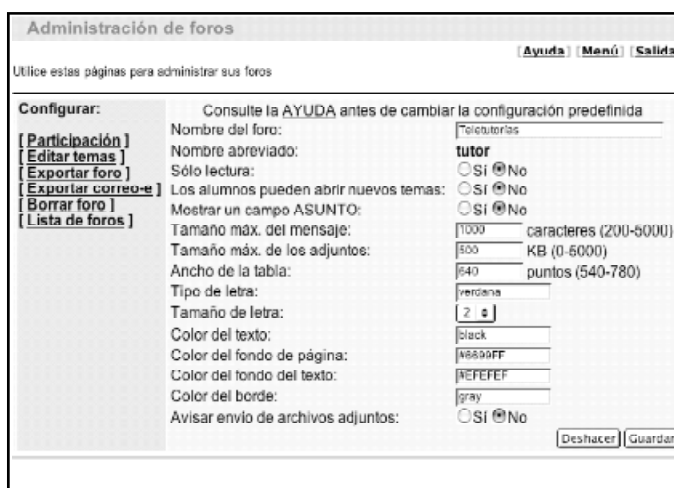 Administración de foros
[Ayuda] [Menú] [Salida
Utilice estas páginas para administrar sus foros
Configurar:
[ Participación ]
[ Editar temas ]
[ Exportar foro ]
[ Exportar correo-e ]
[ Borrar foro ]
[ Lista de foros ]
Consulte la AYUDA antes de cambiar la configuración predefinida
Nombre del foro: Teletutorías
Nombre abreviado: tutor
Sólo lectura: Sí No
Los alumnos pueden abrir nuevos temas: Sí No
Mostrar un campo ASUNTO: Sí No
Tamaño máx. del mensaje: 1000 caracteres (200-5000)
Tamaño máx. de los adjuntos: 500 KB (0-5000)
Ancho de la tabla: 640 puntos (540-780)
Tipo de letra: verdana
Tamaño de letra: 2
Color del texto: black
Color del fondo de página: #6699FF
Color del fondo del texto: #EFEFEF
Color del borde: gray
Avisar envio de archivos adjuntos: Sí No
Deshacer Guardar